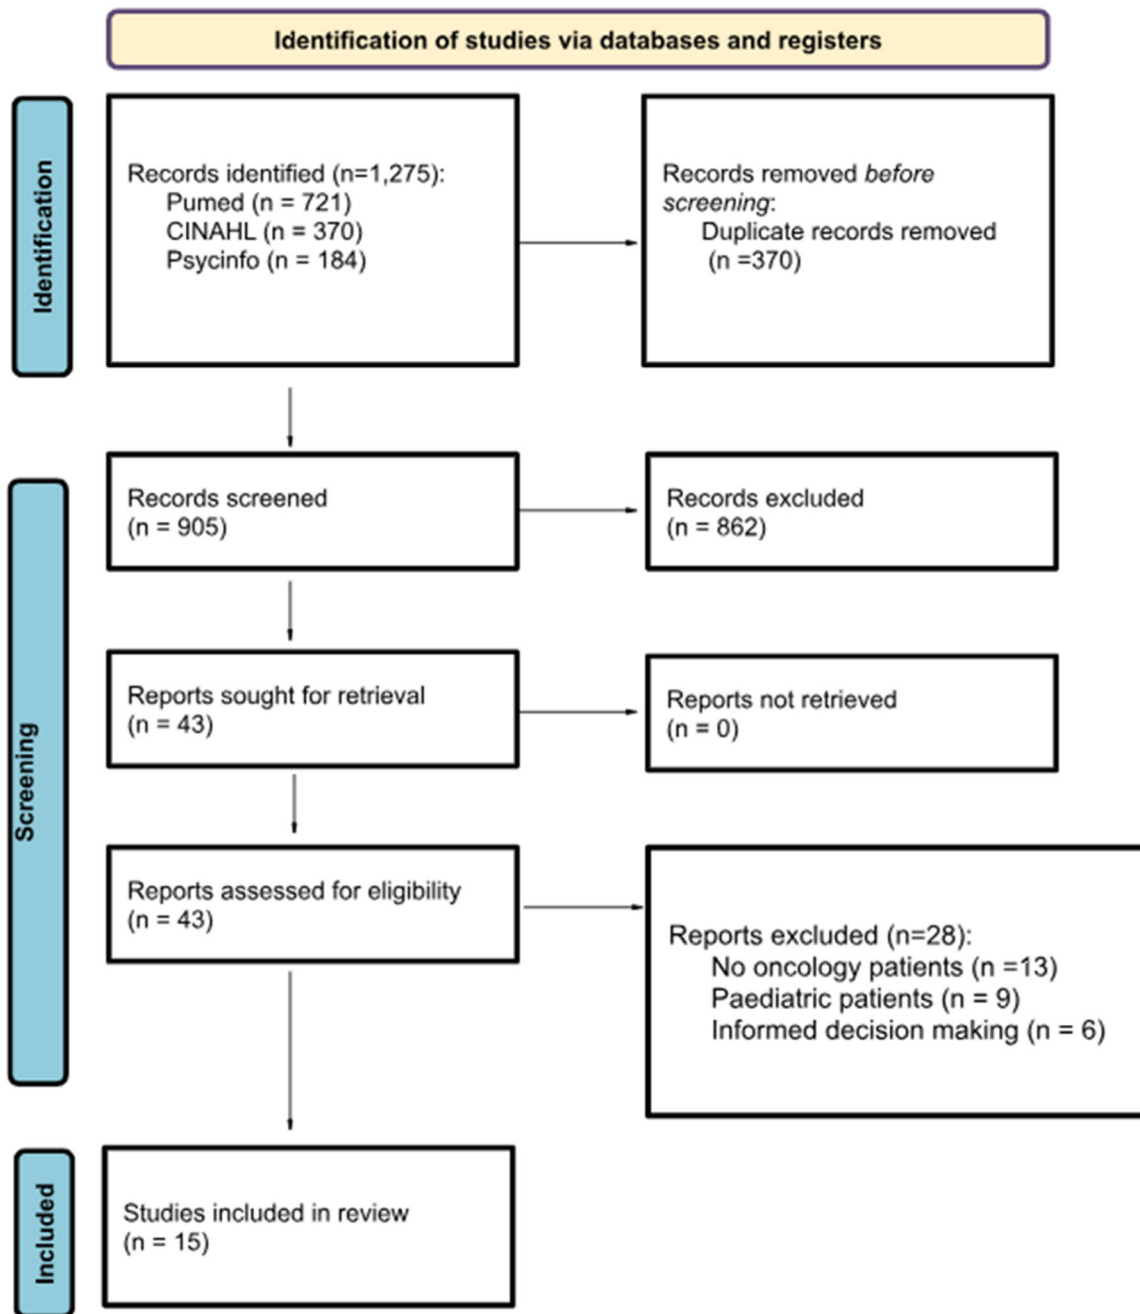 Identification of studies via databases and registers
Identification
Records identified (n=1,275):
Pumed (n = 721)
CINAHL (n = 370)
Psycinfo (n = 184)
Records removed before
screening:
Duplicate records removed
(n =370)
Screening
Records screened
(n = 905)
Records excluded
(n = 862)
Reports sought for retrieval
(n = 43)
Reports not retrieved
(n = 0)
Reports assessed for eligibility
(n = 43)
Reports excluded (n=28):
No oncology patients (n =13)
Paediatric patients (n = 9)
Informed decision making (n = 6)
Included
Studies included in review
(n = 15)